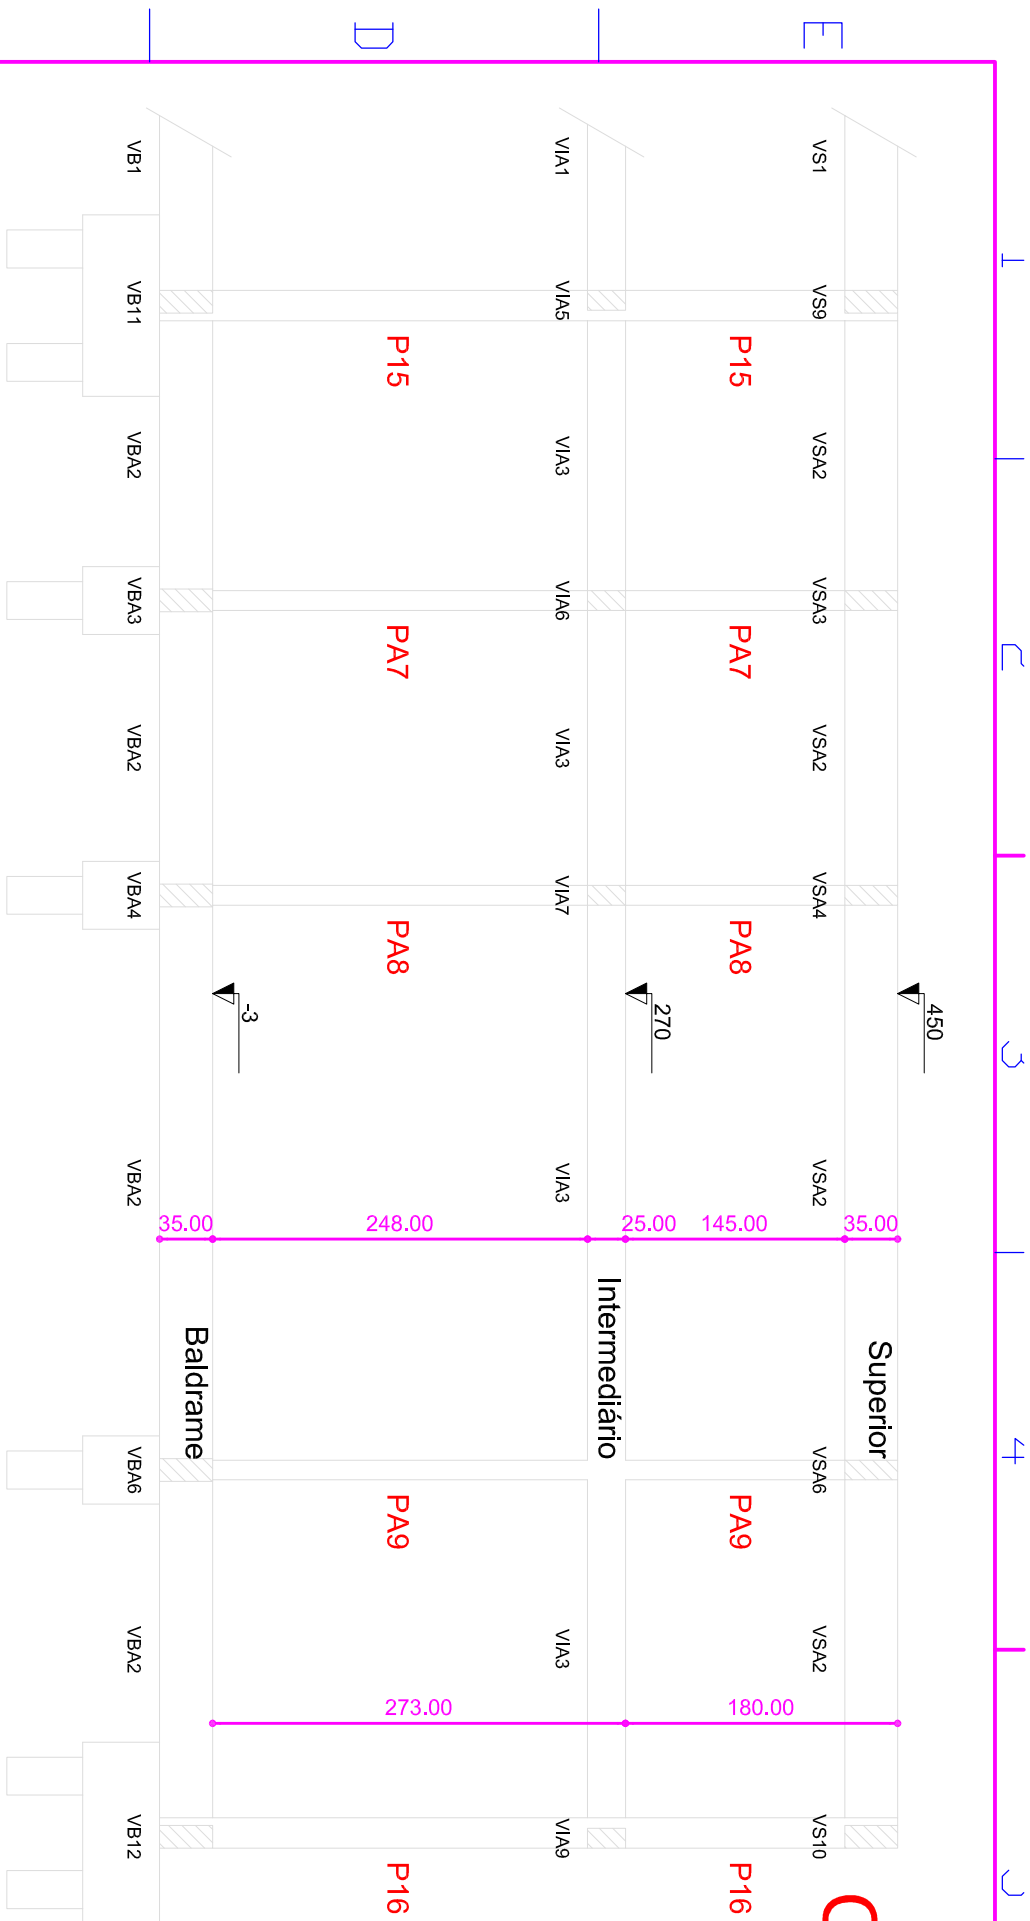 1
3
4
450
E
Superior
35.00
VS1 VS9 VSA2 VSA3 VSA2 VSA4 VSA2 VSA6 VSA2 VS10
P15 PA7 PA8 145.00 PA9 180.00 P16
270
25.00
Intermediário
VIA1 VIA5 VIA3 VIA6 VIA3 VIA7 VIA3 VIA3 VIA9
D
P15 PA7 PA8 248.00 PA9 273.00 P16
-3
35.00
Baldrame
VB1 VB11 VBA2 VBA3 VBA2 VBA4 VBA2 VBA6 VBA2 VB12